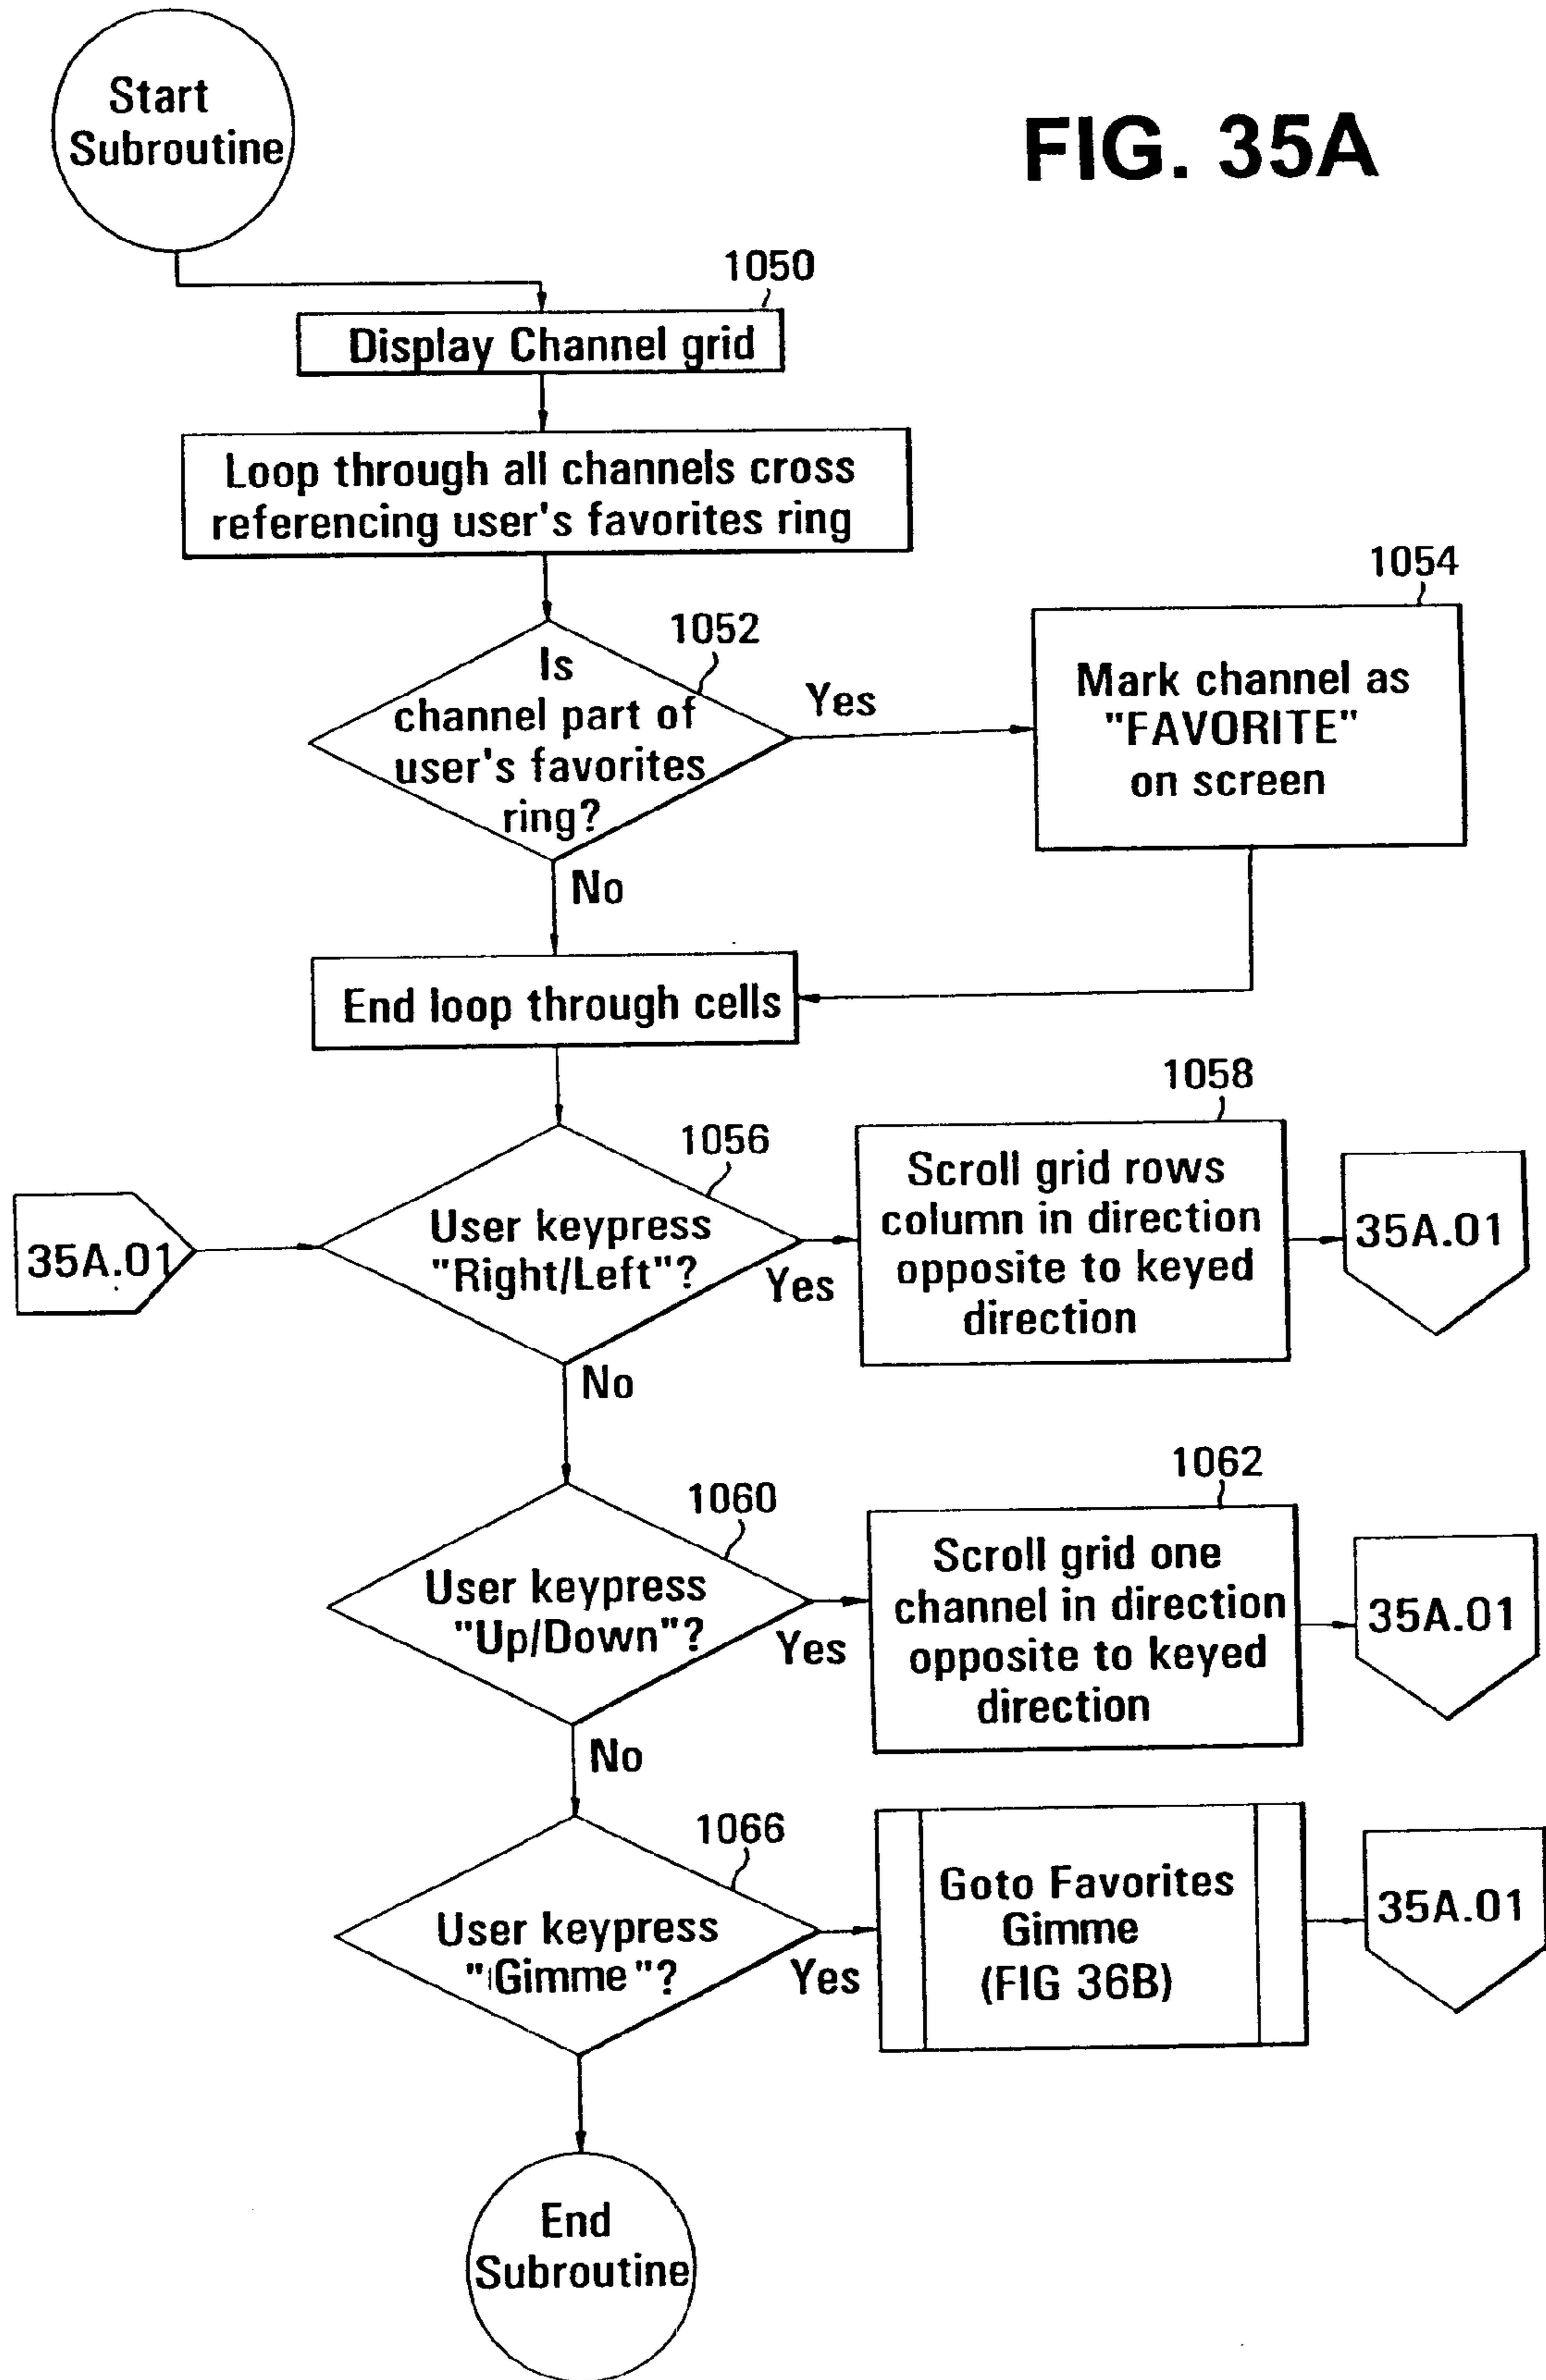 Start
Subroutine
FIG. 35A
1050
Display Channel grid
Loop through all channels cross
referencing user's favorites ring
1052
Is
channel part of
user's favorites
ring?
Yes
1054
Mark channel as
"FAVORITE"
on screen
No
End loop through cells
35A.01
1056
User keypress
"Right/Left"?
Yes
1058
Scroll grid rows
column in direction
opposite to keyed
direction
35A.01
No
1060
User keypress
"Up/Down"?
Yes
1062
Scroll grid one
channel in direction
opposite to keyed
direction
35A.01
No
1066
User keypress
"Gimme"?
Yes
Goto Favorites
Gimme
(FIG 36B)
35A.01
End
Subroutine